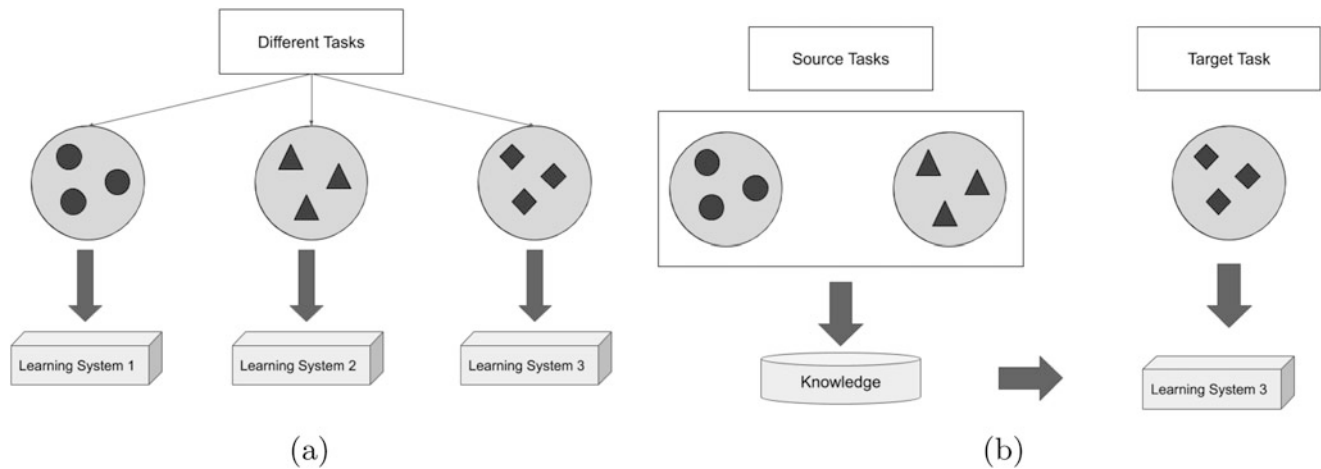 Different Tasks
Learning System 1
Learning System 2
Learning System 3
(a)
Source Tasks
Target Task
Knowledge
Learning System 3
(b)